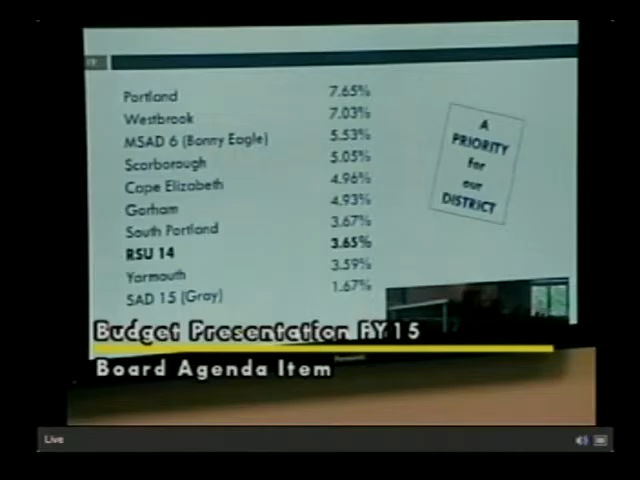 Portland 7.65%
Westbrook 7.03%
MSAD 6 (Bonny Eagle) 5.53%
Scarborough 5.05%
Cape Elizabeth 4.96%
Gorham 4.93%
South Portland 3.67%
RSU 14 3.65%
Yarmouth 3.59%
SAD 15 (Gray) 1.67%
A
PRIORITY
for
our
DISTRICT
Budget Presentation FY 15
Board Agenda Item
Live